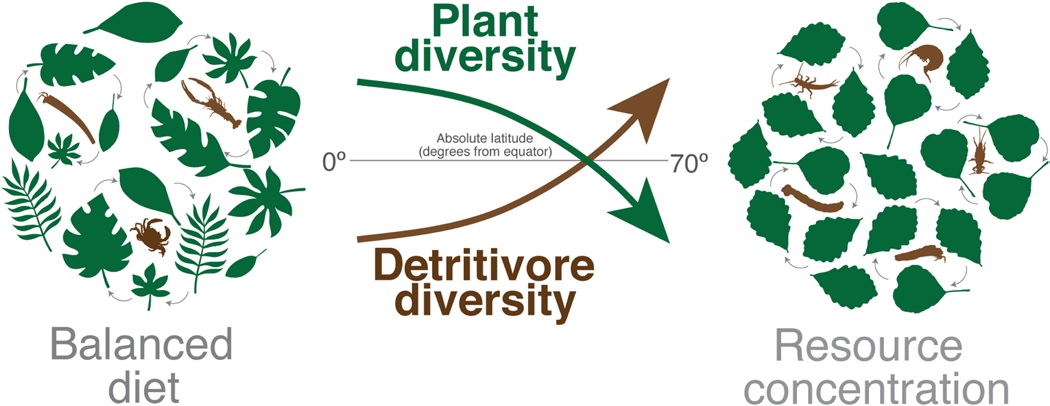 Plant
diversity
Absolute latitude
(degrees from equator)
0º
70º
Detritivore
diversity
Balanced
diet
Resource
concentration